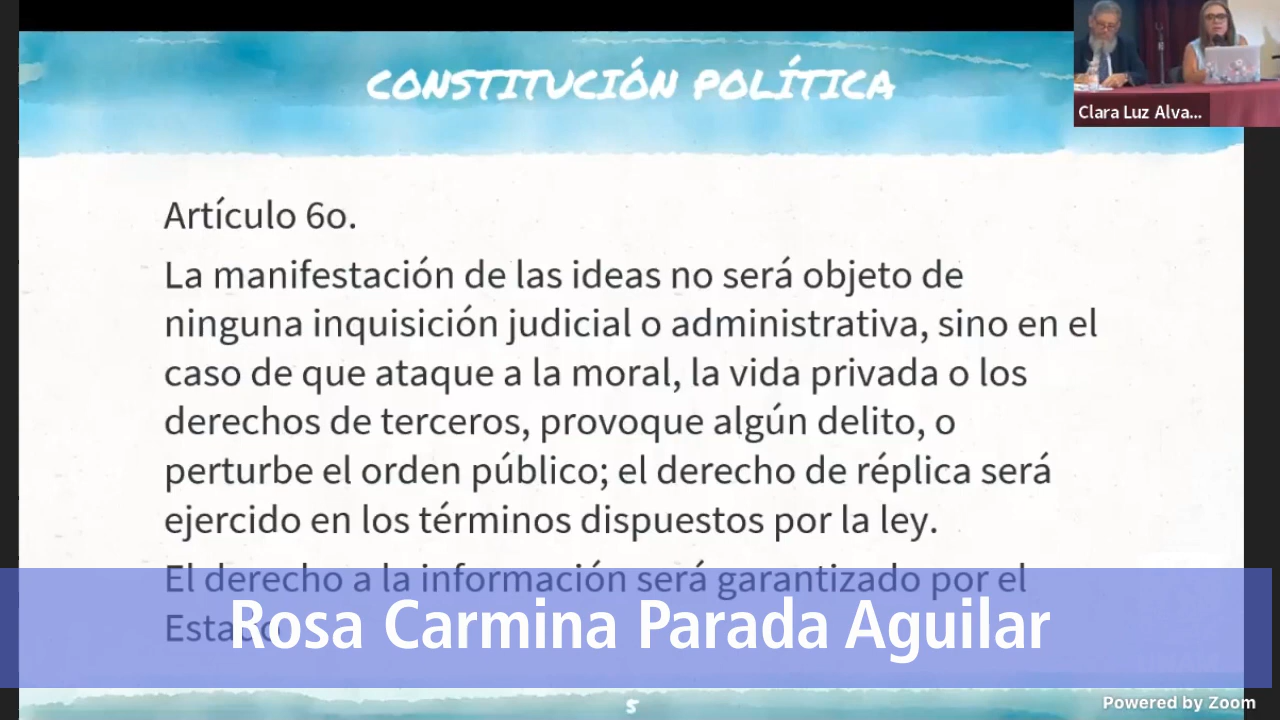 CONSTITUCIÓN POLÍTICA
Clara Luz Alva...
Artículo 6o.
La manifestación de las ideas no será objeto de
ninguna inquisición judicial o administrativa, sino en el
caso de que ataque a la moral, la vida privada o los
derechos de terceros, provoque algún delito, o
perturbe el orden público; el derecho de réplica será
ejercido en los términos dispuestos por la ley.
El derecho a la información será garantizado por el
Estado
Rosa Carmina Parada Aguilar
5
Powered by Zoom